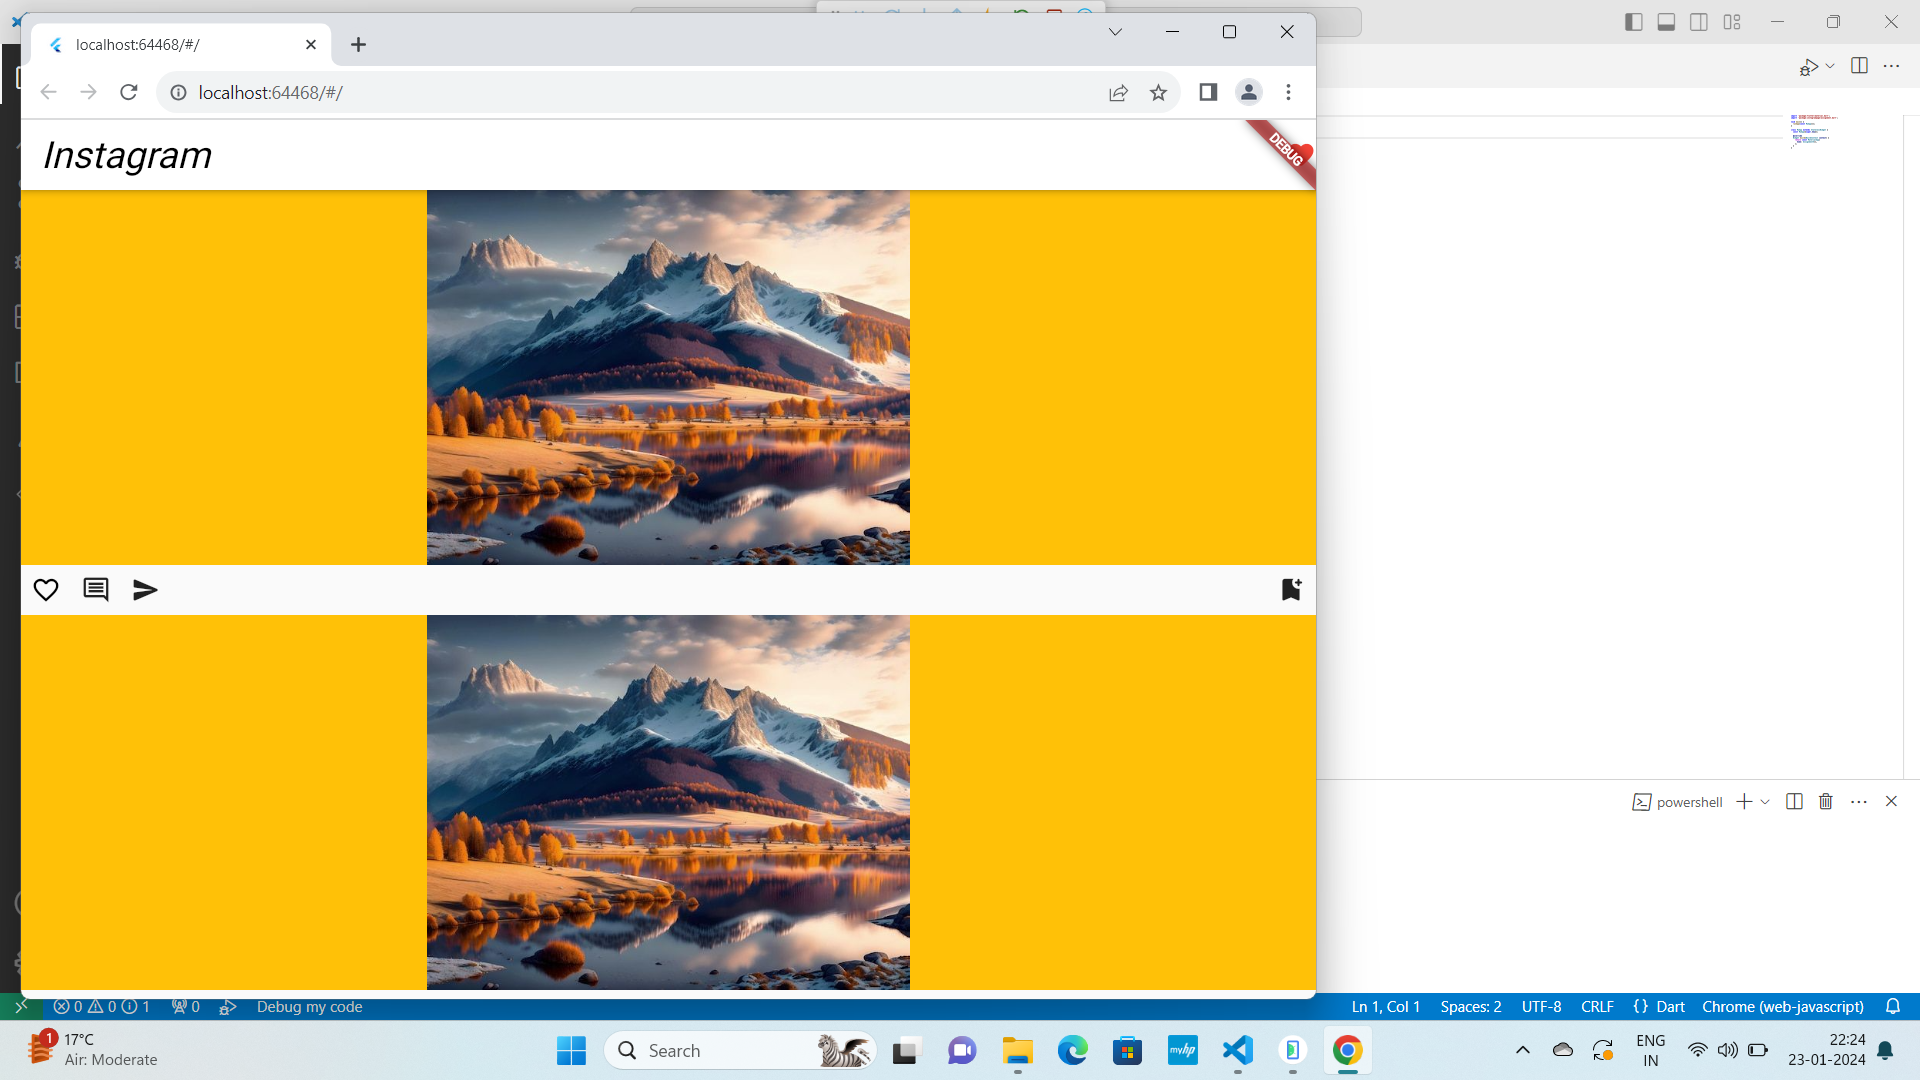 localhost:64468/#/
localhost:64468/#/
Instagram
DEBUG
powershell
0 0 1
0
Debug my code
Ln 1, Col 1
Spaces: 2
UTF-8
CRLF
{ } Dart
Chrome (web-javascript)
1
17°C
Air: Moderate
Search
myhp
ENG
IN
22:24
23-01-2024